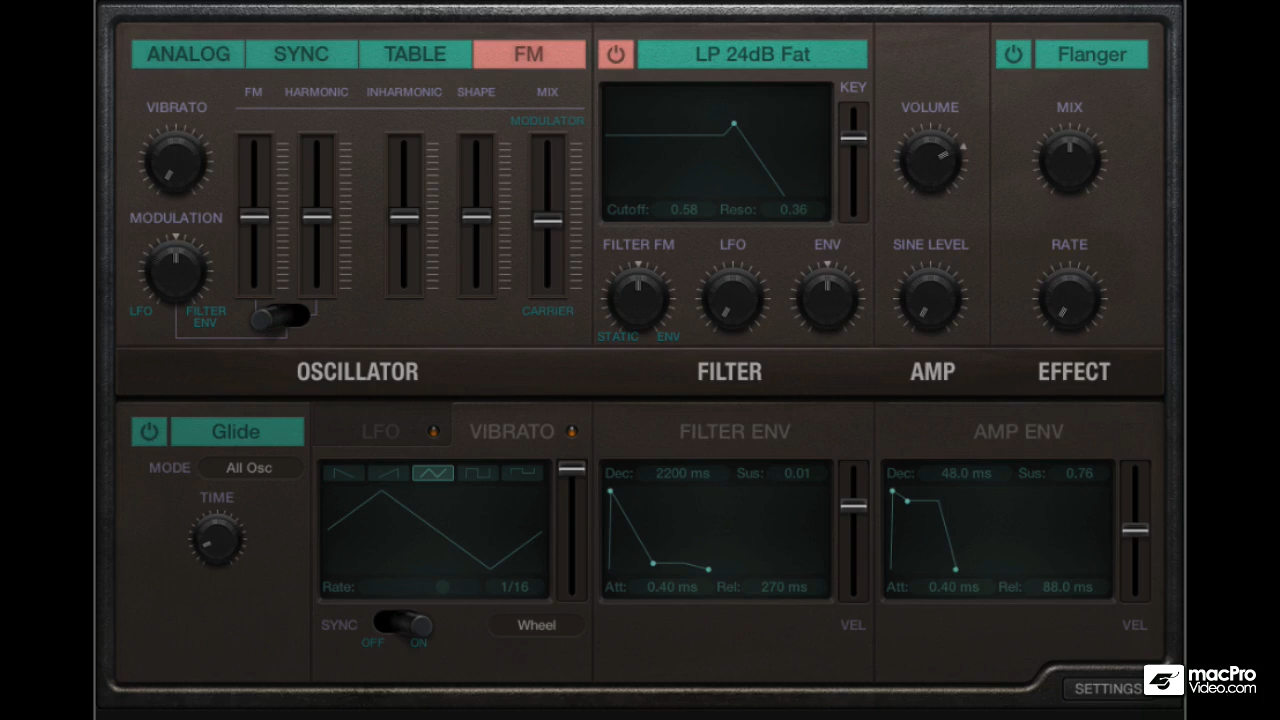 ANALOG SYNC TABLE FM LP 24dB Fat Flanger
FM HARMONIC INHARMONIC SHAPE MIX KEY
VIBRATO VOLUME MIX
MODULATOR
Cutoff: 0.58 Reso: 0.36
MODULATION FILTER FM LFO ENV SINE LEVEL RATE
LFO FILTER ENV CARRIER
STATIC ENV
OSCILLATOR FILTER AMP EFFECT
Glide LFO VIBRATO FILTER ENV AMP ENV
MODE All Osc Dec: 2200 ms Sus: 0.01 Dec: 48.0 ms Sus: 0.76
TIME
Rate: 1/16 Att: 0.40 ms Rel: 270 ms Att: 0.40 ms Rel: 88.0 ms
SYNC OFF ON Wheel VEL VEL
SETTINGS
macPro
Video.com